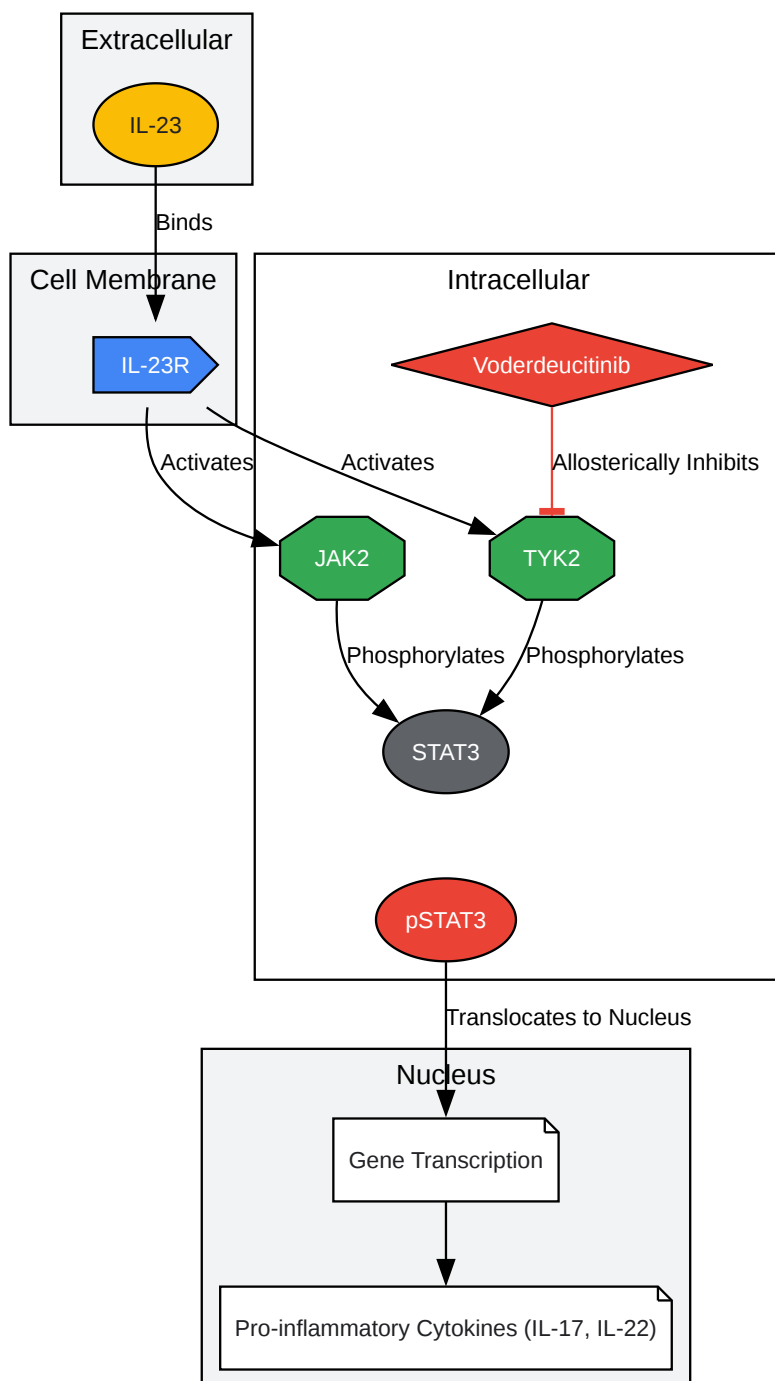 Extracellular
IL-23
Binds
Cell Membrane
Intracellular
IL-23R
Voderdeucitinib
Activates
Activates
Allosterically Inhibits
JAK2
TYK2
Phosphorylates
Phosphorylates
STAT3
pSTAT3
Translocates to Nucleus
Nucleus
Gene Transcription
Pro-inflammatory Cytokines (IL-17, IL-22)